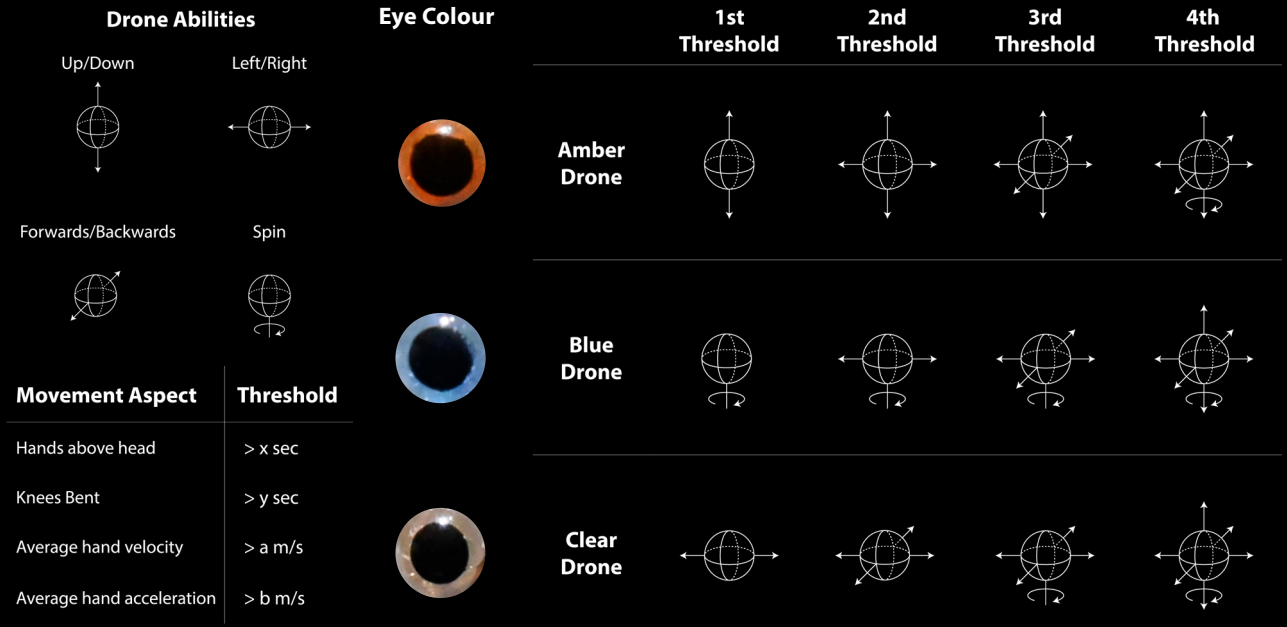 Drone Abilities
Up/Down
Left/Right
Forwards/Backwards
Spin
Movement Aspect
Threshold
Hands above head
> x sec
Knees Bent
> y sec
Average hand velocity
> a m/s
Average hand acceleration
> b m/s
Eye Colour
1st
Threshold
2nd
Threshold
3rd
Threshold
4th
Threshold
Amber
Drone
Blue
Drone
Clear
Drone